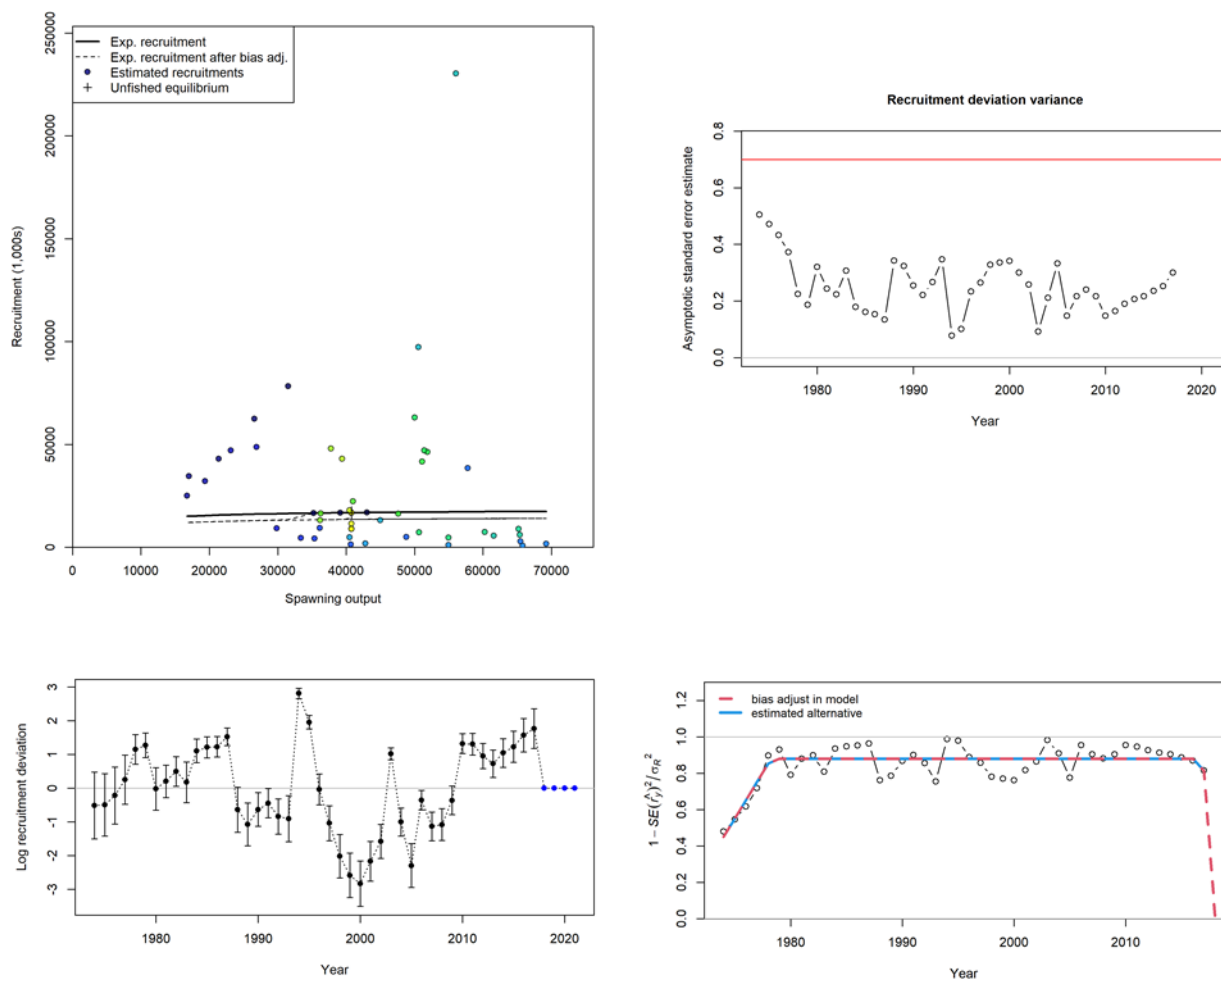 Exp. recruitment
Exp. recruitment after bias adj.
Estimated recruitments
Unfished equilibrium
Recruitment (1,000s)
250000
200000
150000
100000
50000
0
0 10000 20000 30000 40000 50000 60000 70000
Spawning output
Recruitment deviation variance
Asymptotic standard error estimate
0.8
0.6
0.4
0.2
0.0
1980 1990 2000 2010 2020
Year
Log recruitment deviation
3
2
1
0
-1
-2
-3
1980 1990 2000 2010 2020
Year
bias adjust in model
estimated alternative
1 − SE(r̂y)²/σR²
1.2
1.0
0.8
0.6
0.4
0.2
0.0
1980 1990 2000 2010
Year